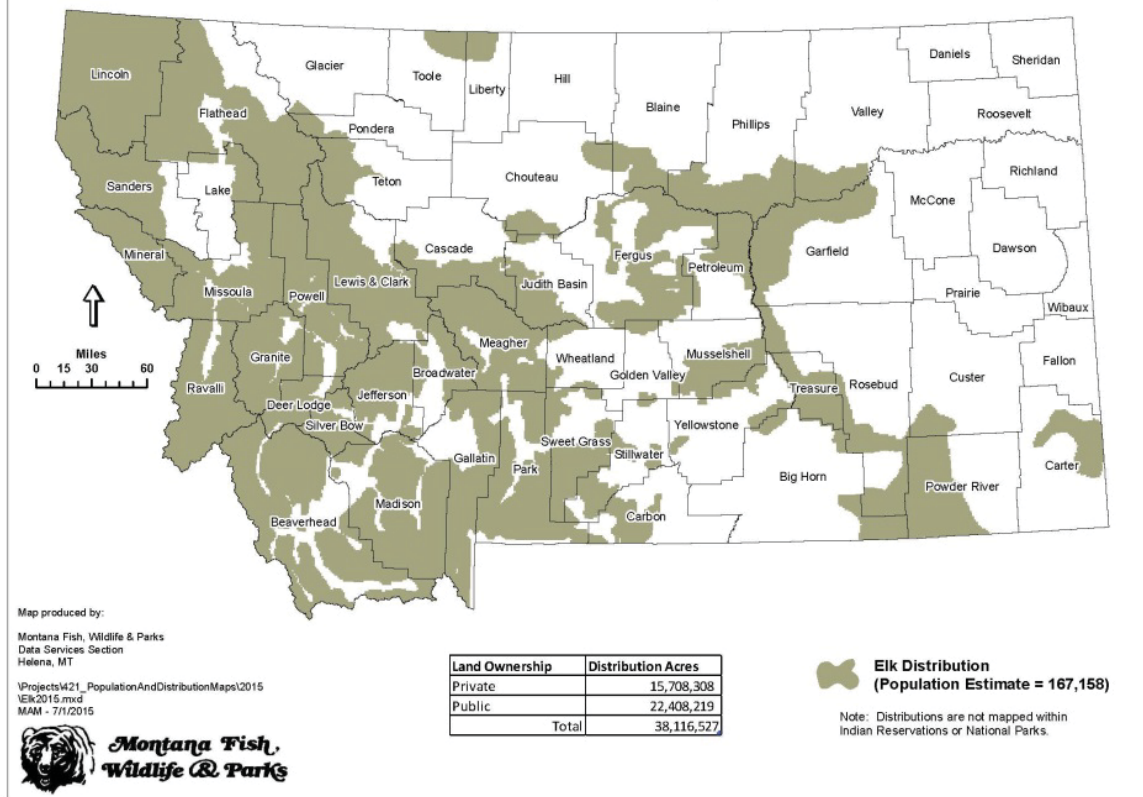 Daniels
Sheridan
Glacier
Toole
Lincoln
Hill
Liberty
Blaine
Flathead
Valley
Roosevelt
Phillips
Pondera
Richland
Chouteau
Teton
Sanders
Lake
McCone
Cascade
Dawson
Garfield
Mineral
Fergus
Petroleum
Lewis & Clark
Judith Basin
Missoula
Powell
Prairie
Wibaux
Meagher
Miles
0 15 30 60
Granite
Wheatland
Musselshell
Fallon
Broadwater
Golden Valley
Custer
Ravalli
Treasure
Rosebud
Jefferson
Deer Lodge
Silver Bow
Yellowstone
Sweet Grass
Stillwater
Gallatin
Park
Carter
Big Horn
Powder River
Madison
Carbon
Beaverhead
Map produced by:
Montana Fish, Wildlife & Parks
Data Services Section
Helena, MT
\Projects\421_PopulationAndDistributionMaps\2015
\Elk2015.mxd
MAM - 7/1/2015
Montana Fish,
Wildlife & Parks
Land Ownership Distribution Acres
Private 15,708,308
Public 22,408,219
Total 38,116,527
Elk Distribution
(Population Estimate = 167,158)
Note: Distributions are not mapped within
Indian Reservations or National Parks.